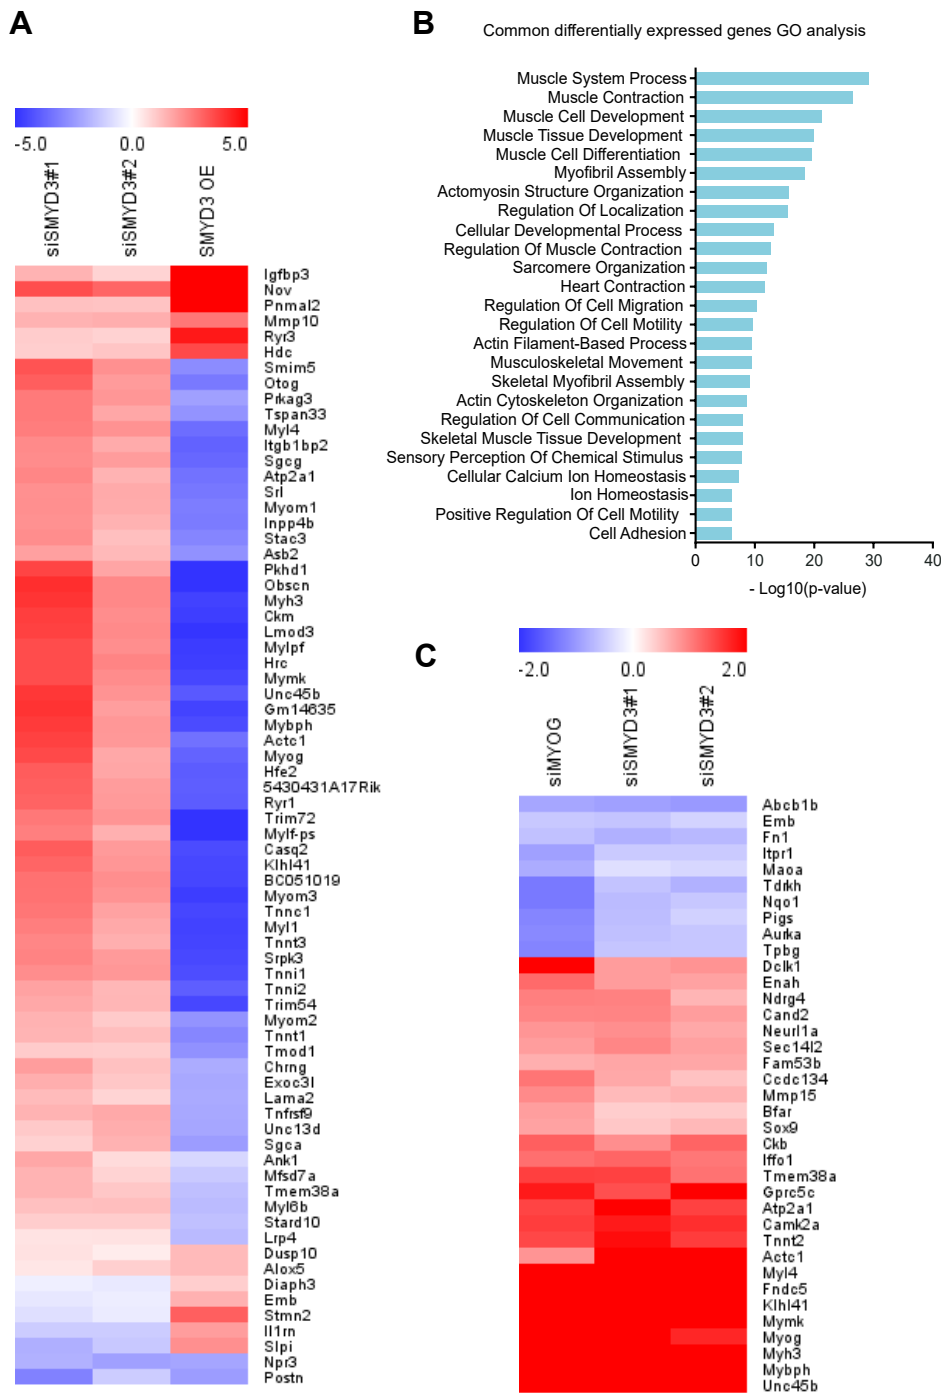 A
-5.0 0.0 5.0
siSMYD3#1
siSMYD3#2
SMYD3 OE
Igfbp3
Nov
Pnmal2
Mmp10
Ryr3
Hdc
Smim5
Otog
Prkag3
Tspan33
Myl4
Itgb1bp2
Sgcg
Atp2a1
Srl
Myom1
Inpp4b
Stac3
Asb2
Pkhd1
Obscn
Myh3
Ckm
Lmod3
Mylpf
Hrc
Mymk
Unc45b
Gm14635
Mybph
Actc1
Myog
Hfe2
5430431A17Rik
Ryr1
Trim72
Mylf-ps
Casq2
Klhl41
BC051019
Myom3
Tnnc1
Myl1
Tnnt3
Srpk3
Tnni1
Tnni2
Trim54
Myom2
Tnnt1
Tmod1
Chrng
Exoc3l
Lama2
Tnfrsf9
Unc13d
Sgca
Ank1
Mfsd7a
Tmem38a
Myl6b
Stard10
Lrp4
Dusp10
Alox5
Diaph3
Emb
Stmn2
Il1rn
Slpi
Npr3
Postn
B
Common differentially expressed genes GO analysis
Muscle System Process
Muscle Contraction
Muscle Cell Development
Muscle Tissue Development
Muscle Cell Differentiation
Myofibril Assembly
Actomyosin Structure Organization
Regulation Of Localization
Cellular Developmental Process
Regulation Of Muscle Contraction
Sarcomere Organization
Heart Contraction
Regulation Of Cell Migration
Regulation Of Cell Motility
Actin Filament-Based Process
Musculoskeletal Movement
Skeletal Myofibril Assembly
Actin Cytoskeleton Organization
Regulation Of Cell Communication
Skeletal Muscle Tissue Development
Sensory Perception Of Chemical Stimulus
Cellular Calcium Ion Homeostasis
Ion Homeostasis
Positive Regulation Of Cell Motility
Cell Adhesion
0 10 20 30 40
- Log10(p-value)
C
-2.0 0.0 2.0
siMYOG
siSMYD3#1
siSMYD3#2
Abcb1b
Emb
Fn1
Itpr1
Maoa
Tdrkh
Nqo1
Pigs
Aurka
Tpbg
Dclk1
Enah
Ndrg4
Cand2
Neurl1a
Sec14l2
Fam53b
Ccdc134
Mmp15
Bfar
Sox9
Ckb
Iffo1
Tmem38a
Gprc5c
Atp2a1
Camk2a
Tnnt2
Actc1
Myl4
Fndc5
Klhl41
Mymk
Myog
Myh3
Mybph
Unc45b